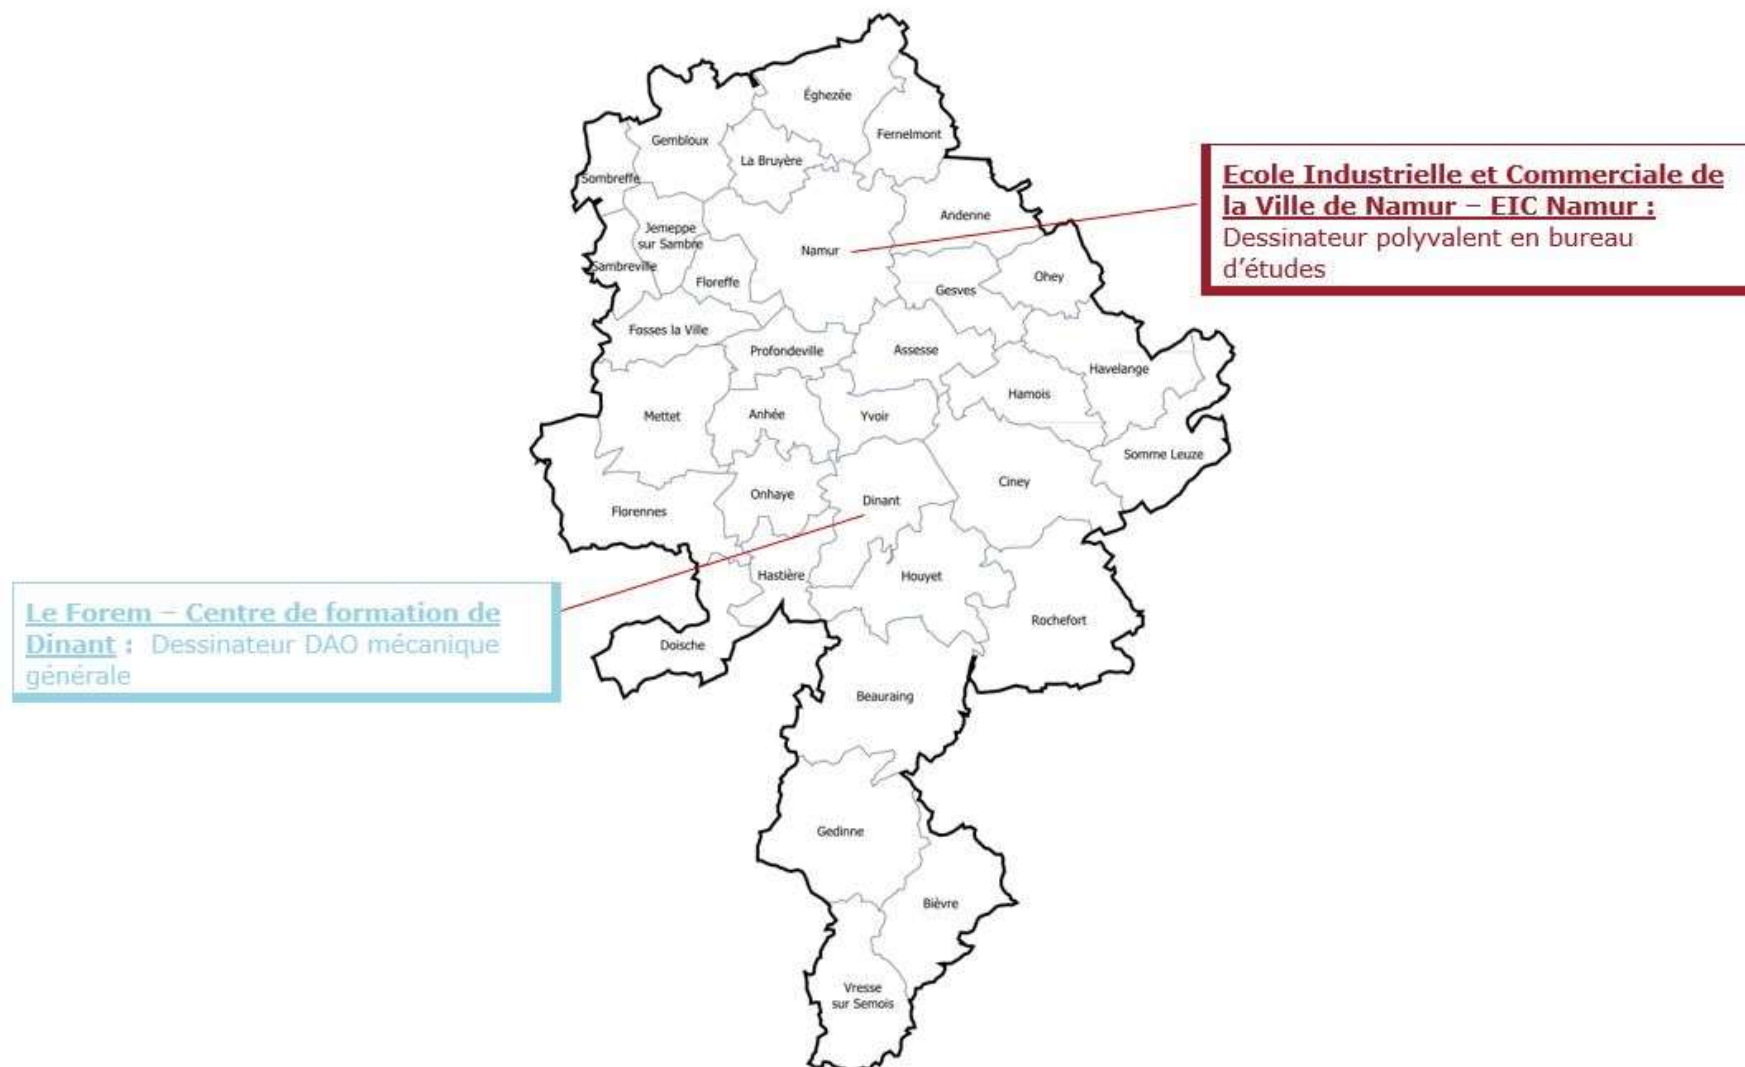 Éghezée
Gembloux
Fernelmont
La Bruyère
Sombreffe
Ecole Industrielle et Commerciale de
la Ville de Namur – EIC Namur :
Dessinateur polyvalent en bureau
d’études
Andenne
Jemeppe
sur Sambre
Namur
Sambreville
Floreffe
Ohey
Gesves
Fosses la Ville
Profondeville
Assesse
Havelange
Hamois
Mettet
Anhée
Yvoir
Somme Leuze
Ciney
Onhaye
Dinant
Florennes
Hastière
Houyet
Le Forem – Centre de formation de
Dinant : Dessinateur DAO mécanique
générale
Rochefort
Doische
Beauraing
Gedinne
Bièvre
Vresse
sur Semois